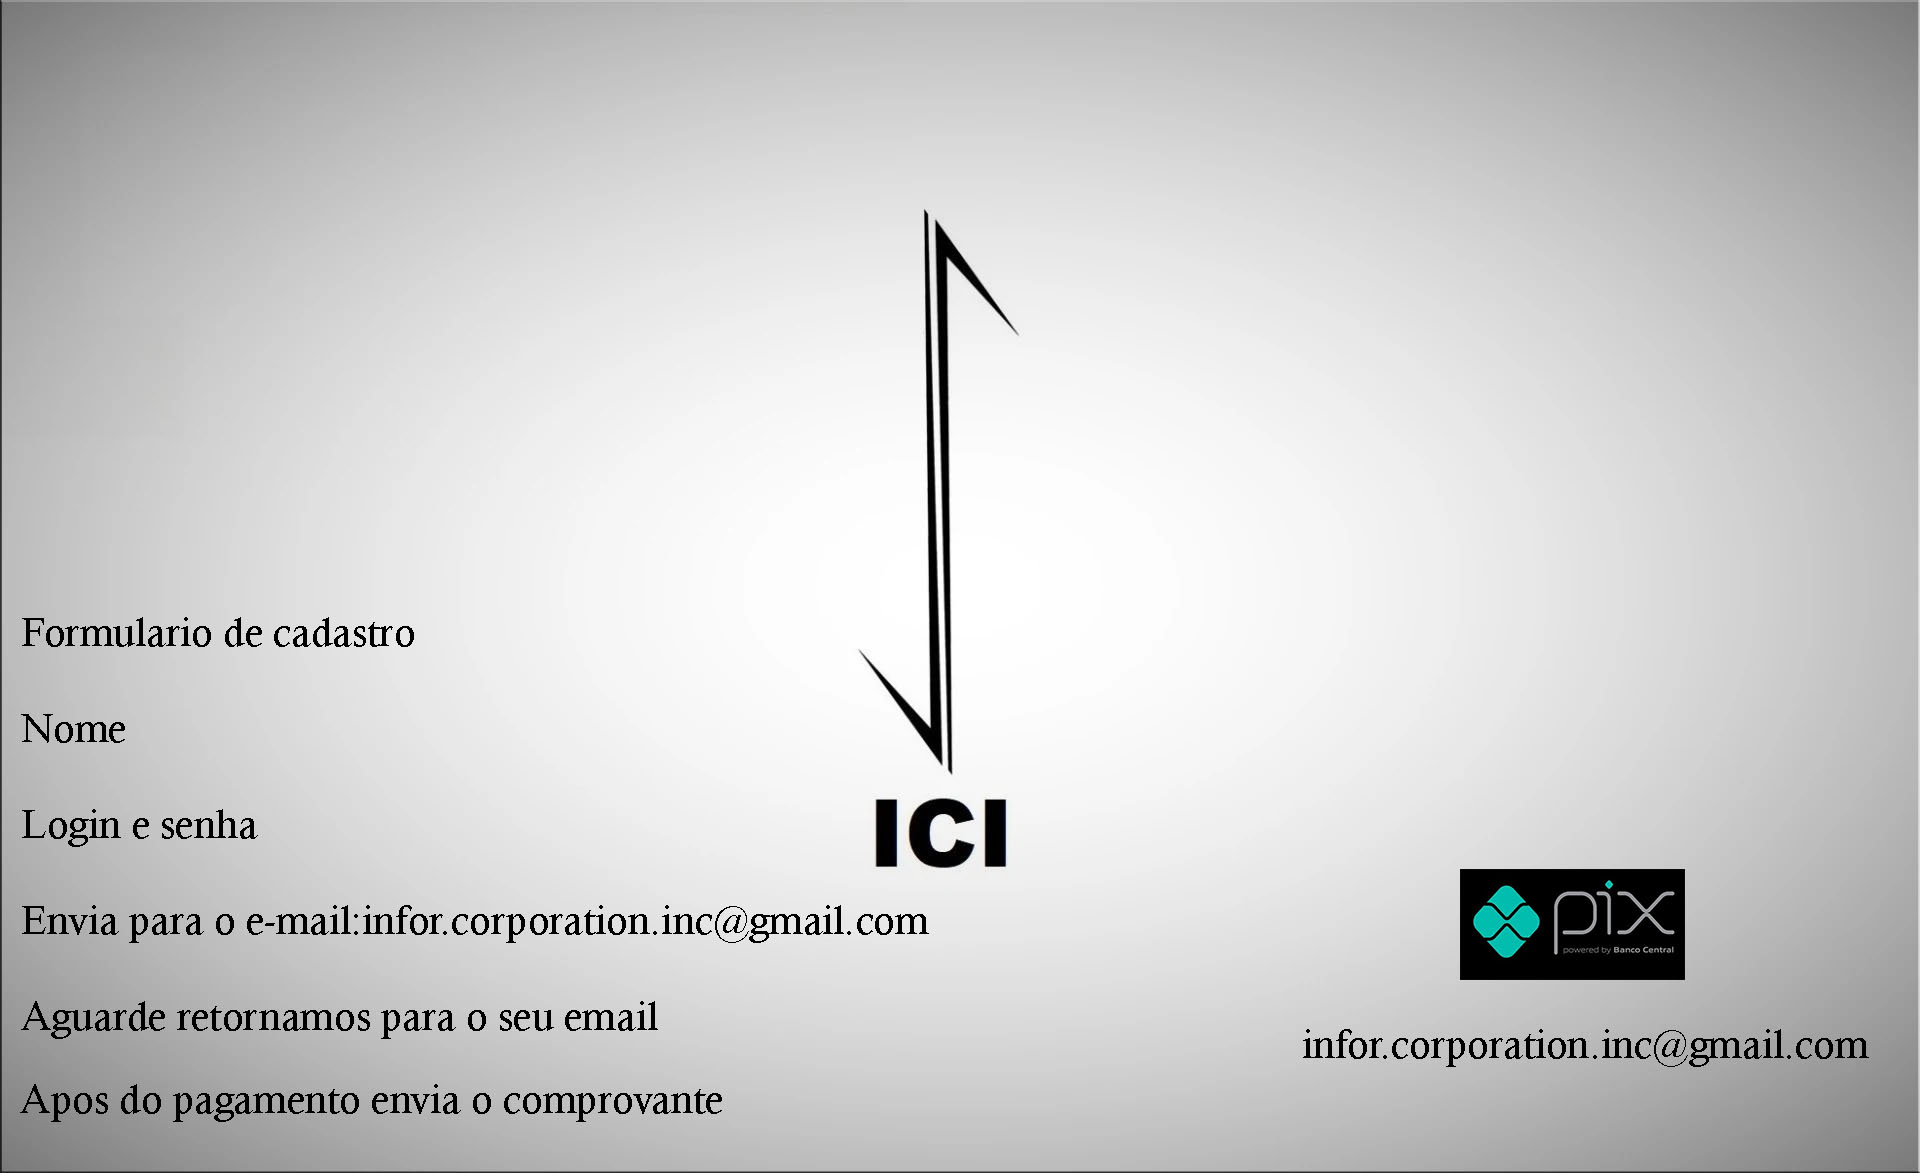 Formulario de cadastro
Nome
Login e senha
Envia para o e-mail:infor.corporation.inc@gmail.com
Aguarde retornamos para o seu email
Apos do pagamento envia o comprovante
ICI
pix
powered by Banco Central
infor.corporation.inc@gmail.com